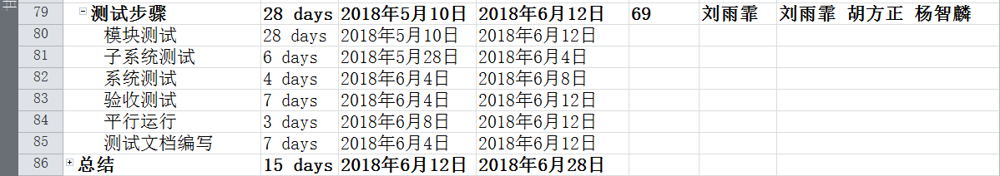 79 测试步骤 28 days 2018年5月10日 2018年6月12日 69 刘雨霏 刘雨霏 胡方正 杨智麟
80 模块测试 28 days 2018年5月10日 2018年6月12日
81 子系统测试 6 days 2018年5月28日 2018年6月4日
82 系统测试 4 days 2018年6月4日 2018年6月8日
83 验收测试 7 days 2018年6月4日 2018年6月12日
84 平行运行 3 days 2018年6月8日 2018年6月12日
85 测试文档编写 7 days 2018年6月4日 2018年6月12日
86 总结 15 days 2018年6月12日 2018年6月28日